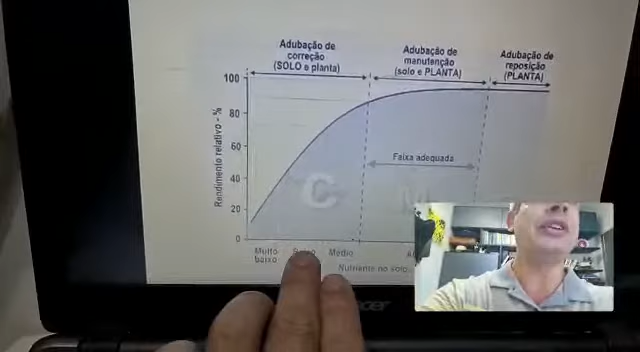 Adubação de
correção
(SOLO e planta)
Adubação de
manutenção
(solo e PLANTA)
Adubação de
reposição
(PLANTA)
Rendimento relativo - %
100
80
60
40
20
0
Faixa adequada
C
M
Muito
baixo
Baixo
Médio
Nutriente no solo
acer